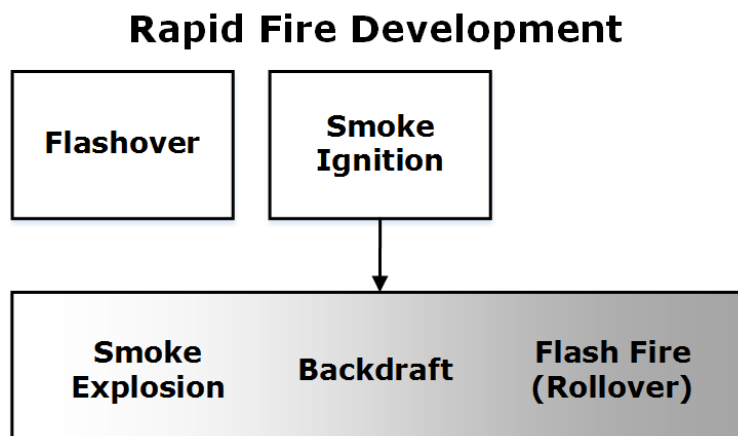 Rapid Fire Development
Flashover
Smoke
Ignition
Smoke
Explosion
Backdraft
Flash Fire
(Rollover)